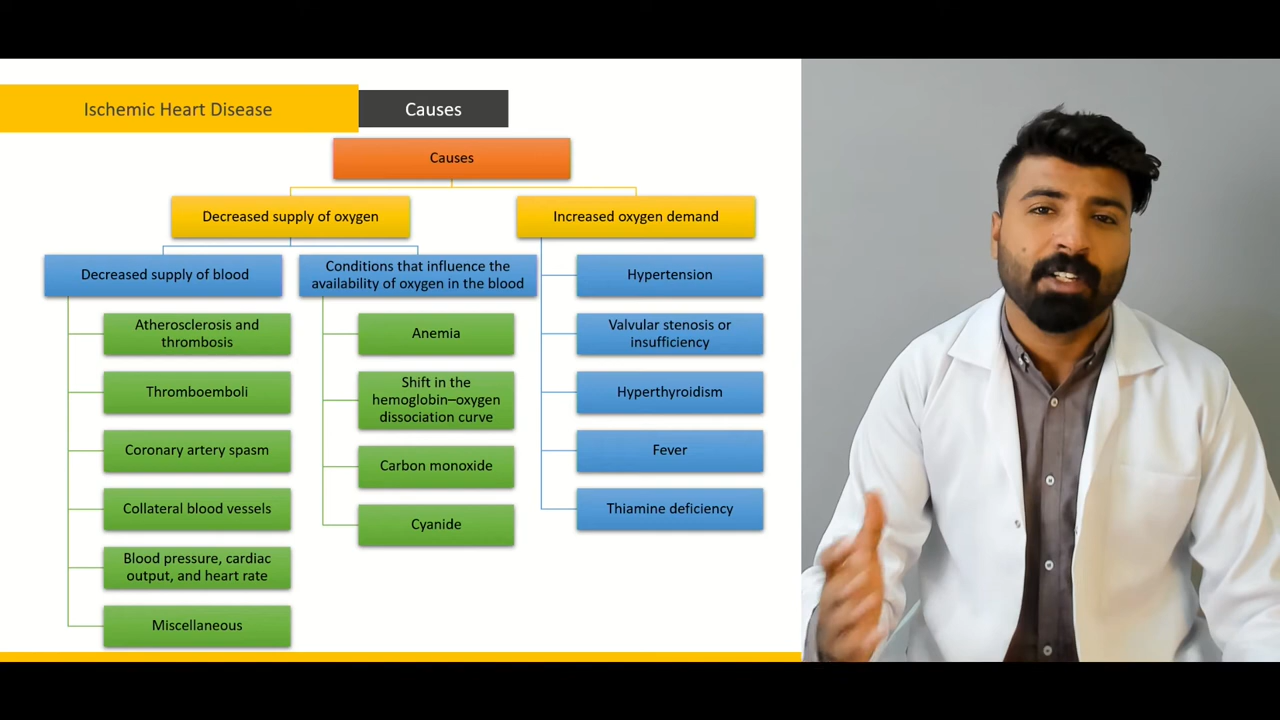 Ischemic Heart Disease
Causes
Causes
Decreased supply of oxygen
Increased oxygen demand
Decreased supply of blood
Conditions that influence the
availability of oxygen in the blood
Hypertension
Atherosclerosis and
thrombosis
Anemia
Valvular stenosis or
insufficiency
Thromboemboli
Shift in the
hemoglobin–oxygen
dissociation curve
Hyperthyroidism
Coronary artery spasm
Carbon monoxide
Fever
Collateral blood vessels
Cyanide
Thiamine deficiency
Blood pressure, cardiac
output, and heart rate
Miscellaneous